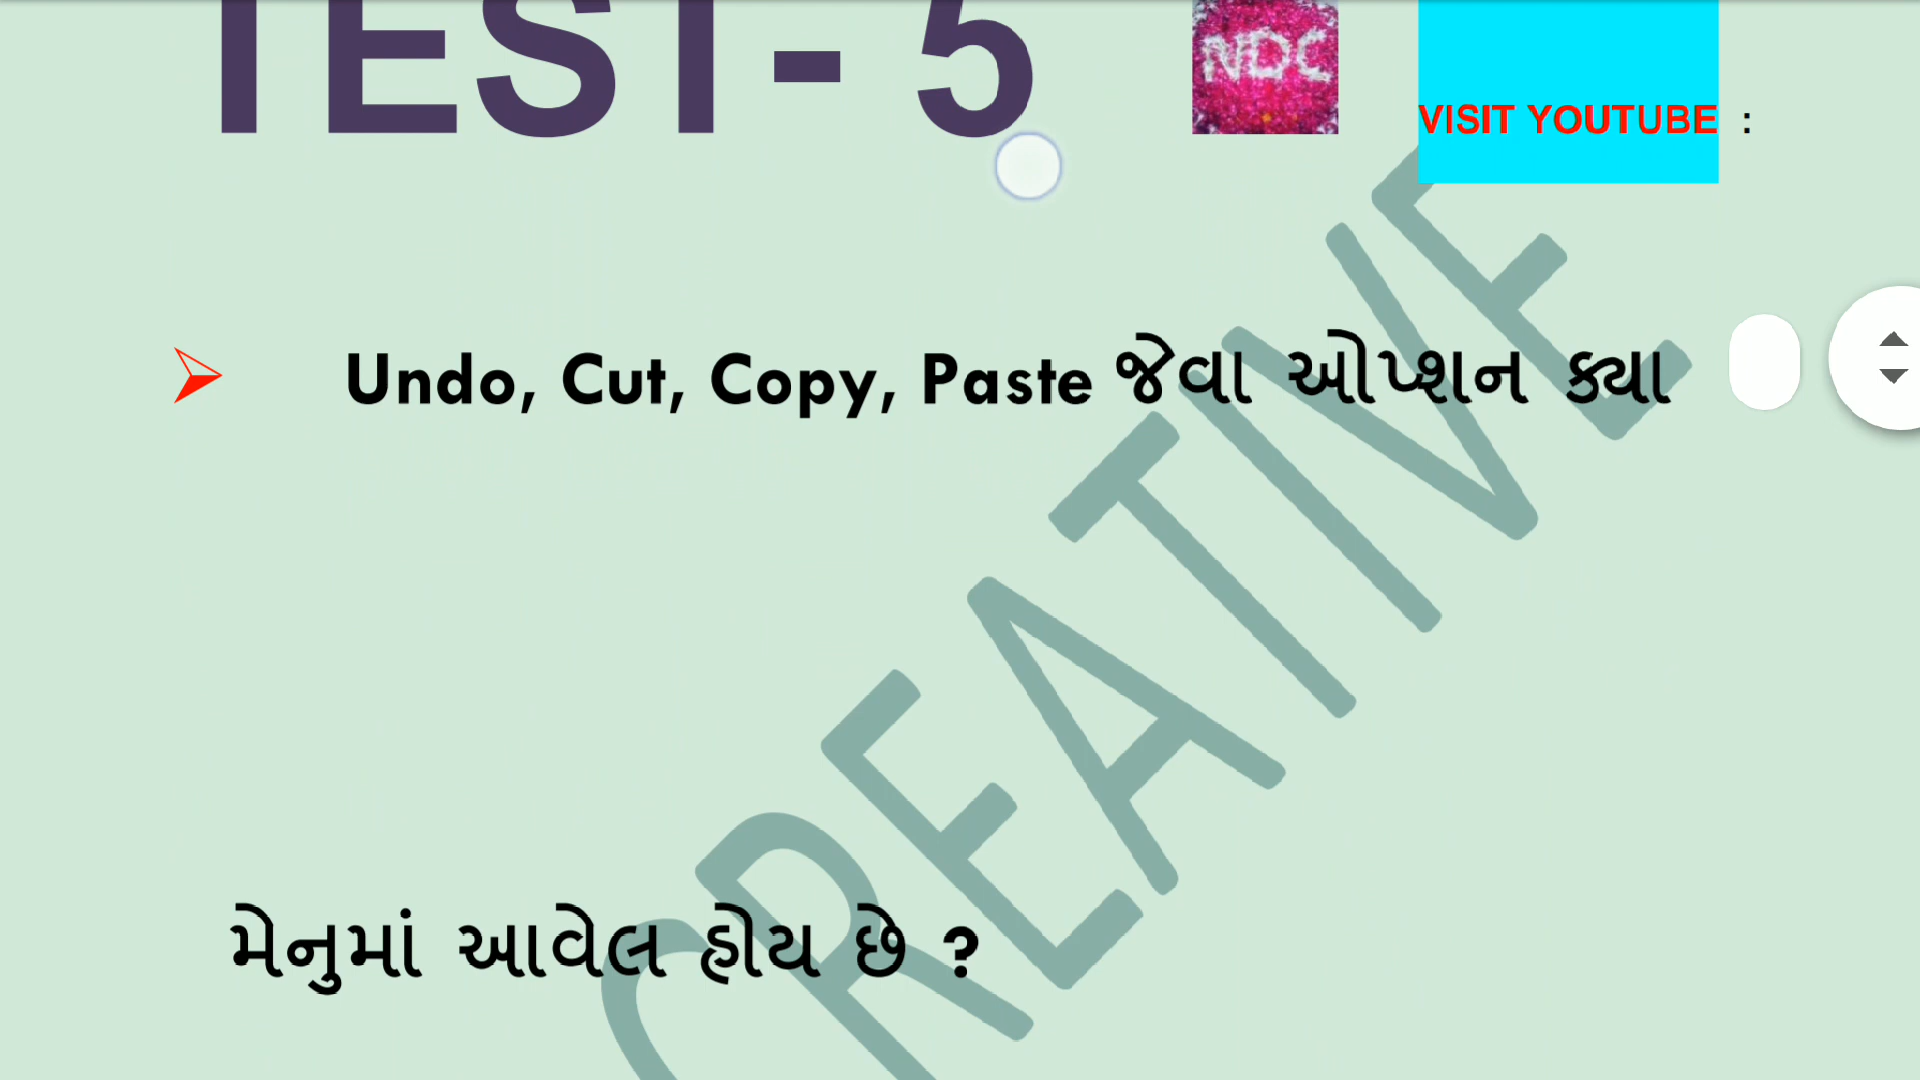 TEST- 5
NDC
VISIT YOUTUBE :
Undo, Cut, Copy, Paste જેવા ઓપ્શન ક્યા
મેનુમાં આવેલ હોય છે ?
CREATIVE